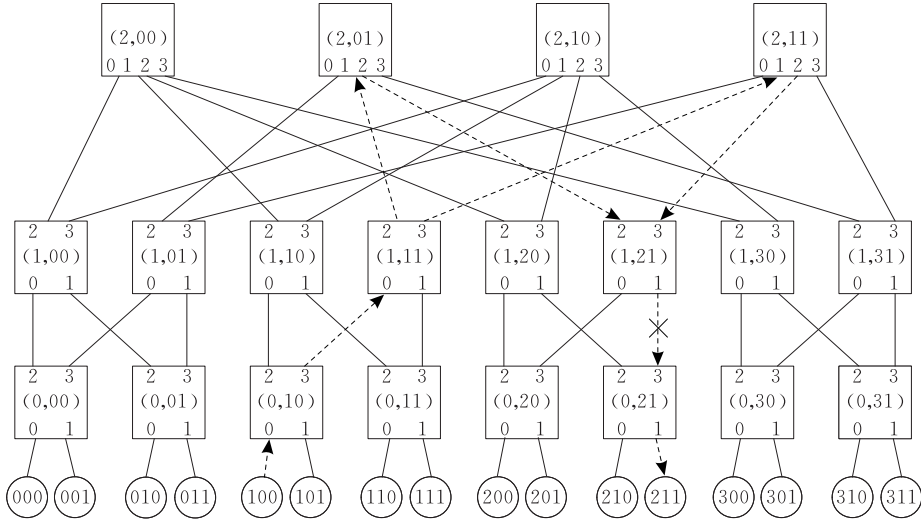 (2,00) (2,01) (2,10) (2,11)
0 1 2 3 0 1 2 3 0 1 2 3 0 1 2 3
2 3 2 3 2 3 2 3 2 3 2 3 2 3 2 3
(1,00) (1,01) (1,10) (1,11) (1,20) (1,21) (1,30) (1,31)
0 1 0 1 0 1 0 1 0 1 0 1 0 1 0 1
2 3 2 3 2 3 2 3 2 3 2 3 2 3 2 3
(0,00) (0,01) (0,10) (0,11) (0,20) (0,21) (0,30) (0,31)
0 1 0 1 0 1 0 1 0 1 0 1 0 1 0 1
000 001 010 011 100 101 110 111 200 201 210 211 300 301 310 311